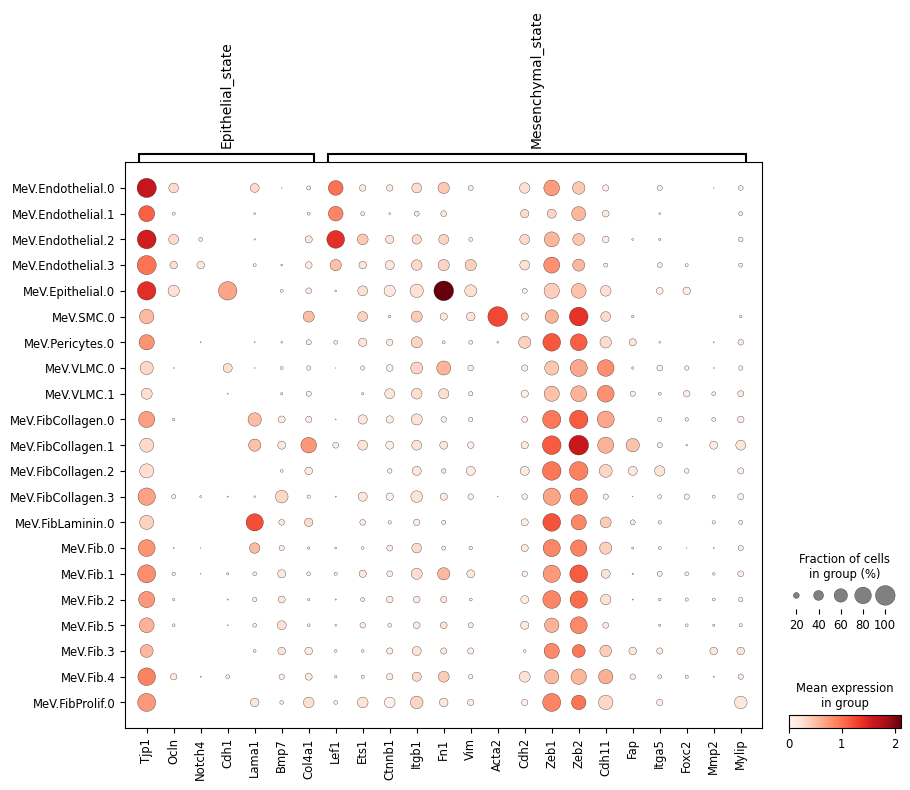 Epithelial_state
Mesenchymal_state
MeV.Endothelial.0
MeV.Endothelial.1
MeV.Endothelial.2
MeV.Endothelial.3
MeV.Epithelial.0
MeV.SMC.0
MeV.Pericytes.0
MeV.VLMC.0
MeV.VLMC.1
MeV.FibCollagen.0
MeV.FibCollagen.1
MeV.FibCollagen.2
MeV.FibCollagen.3
MeV.FibLaminin.0
MeV.Fib.0
MeV.Fib.1
MeV.Fib.2
MeV.Fib.5
MeV.Fib.3
MeV.Fib.4
MeV.FibProlif.0
Tjp1
Ocln
Notch4
Cdh1
Lama1
Bmp7
Col4a1
Lef1
Ets1
Ctnnb1
Itgb1
Fn1
Vim
Acta2
Cdh2
Zeb1
Zeb2
Cdh11
Fap
Itga5
Foxc2
Mmp2
Mylip
Fraction of cells
in group (%)
20 40 60 80 100
Mean expression
in group
0 1 2